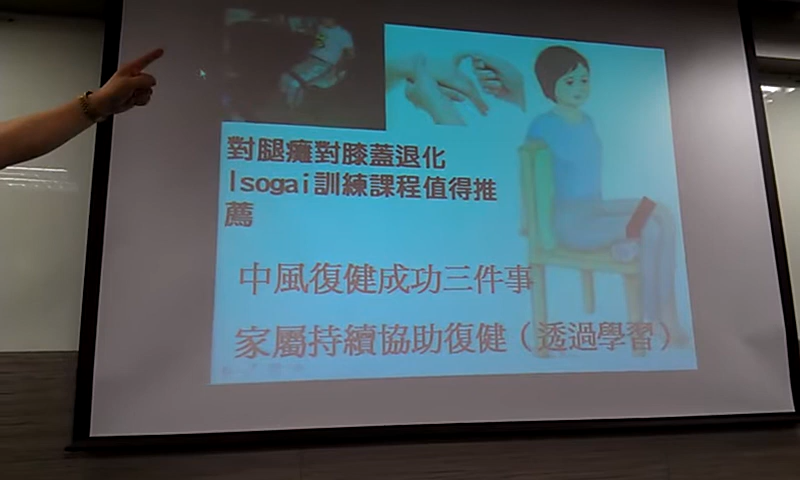 對腿癱對膝蓋退化
Isogai訓練課程值得推
薦
中風復健成功三件事
家屬持續協助復健（透過學習）